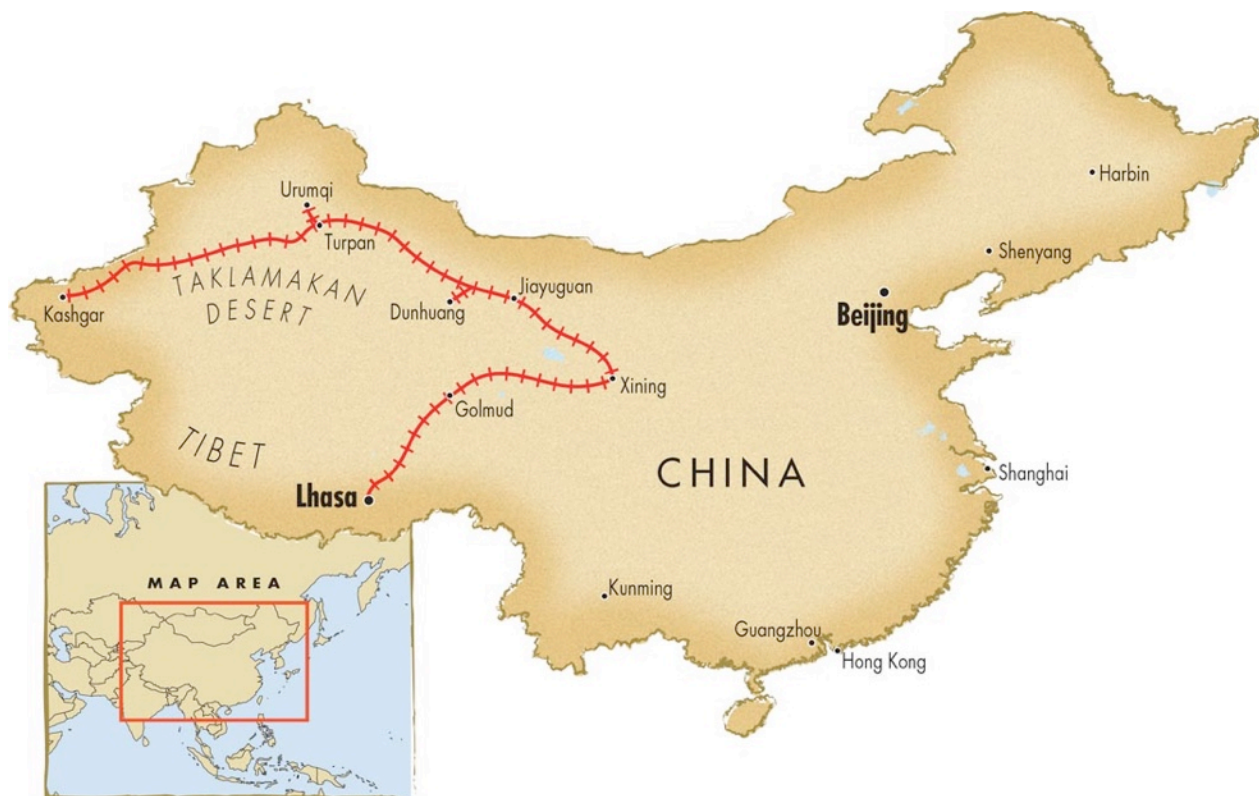 Harbin
Urumqi
Turpan
Shenyang
TAKLAMAKAN
DESERT
Kashgar
Dunhuang
Jiayuguan
Beijing
Xining
Golmud
TIBET
CHINA
Shanghai
Lhasa
MAP AREA
Kunming
Guangzhou
Hong Kong